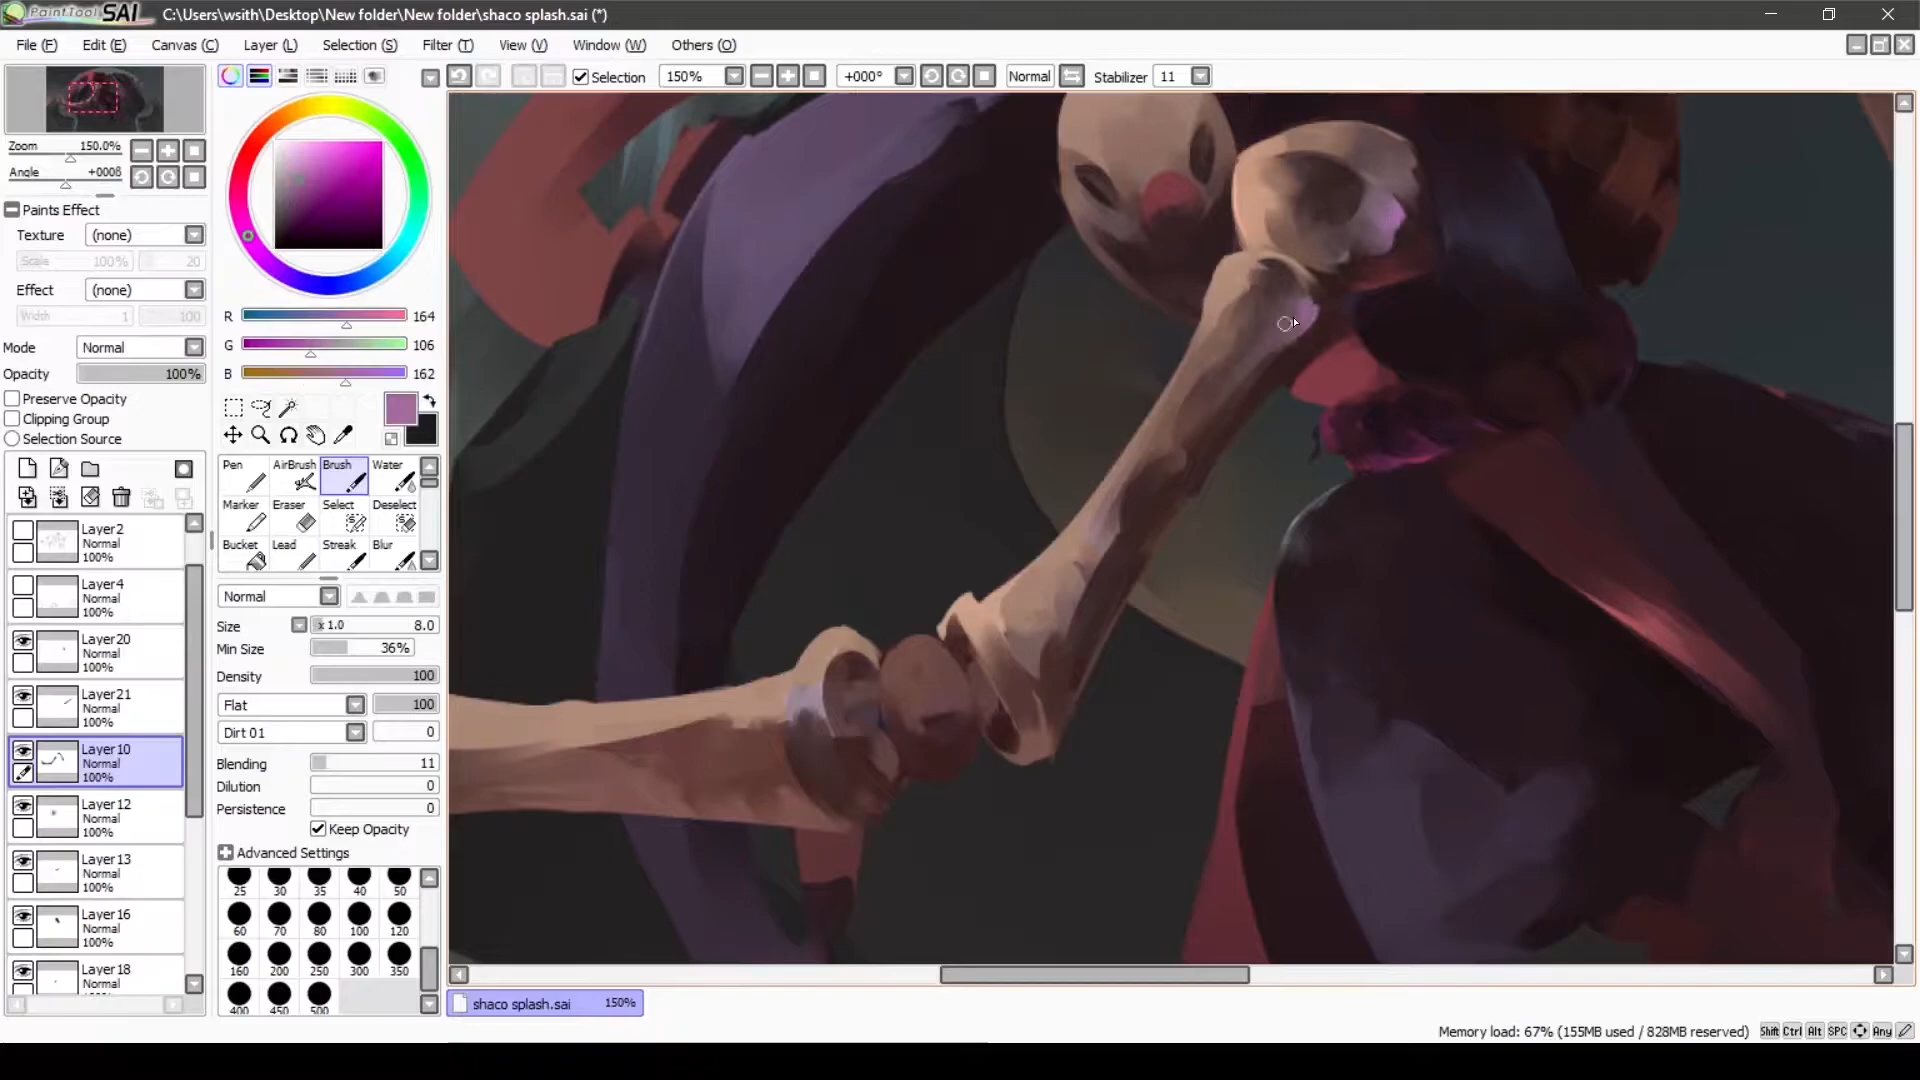 PaintTool SAI C:\Users\wsith\Desktop\New folder\New folder\shaco splash.sai (*)
File (F) Edit (E) Canvas (C) Layer (L) Selection (S) Filter (T) View (V) Window (W) Others (O)
Selection 150% +000° Normal Stabilizer 11
Zoom 150.0%
Angle +000δ
Paints Effect
Texture (none)
Scale 100% 20
Effect (none)
Width 1 100
Mode Normal
Opacity 100%
Preserve Opacity
Clipping Group
Selection Source
Layer2
Normal
100%
Layer4
Normal
100%
Layer20
Normal
100%
Layer21
Normal
100%
Layer10
Normal
100%
Layer12
Normal
100%
Layer13
Normal
100%
Layer16
Normal
100%
Layer18
Normal
R 164
G 106
B 162
Pen AirBrush Brush Water
Marker Eraser Select Deselect
Bucket Lead Streak Blur
Normal
Size x 1.0 8.0
Min Size 36%
Density 100
Flat 100
Dirt 01 0
Blending 11
Dilution 0
Persistence 0
Keep Opacity
Advanced Settings
25 30 35 40 50
60 70 80 100 120
160 200 250 300 350
400 450 500
shaco splash.sai 150%
Memory load: 67% (155MB used / 828MB reserved) Shift Ctrl Alt SPC Any